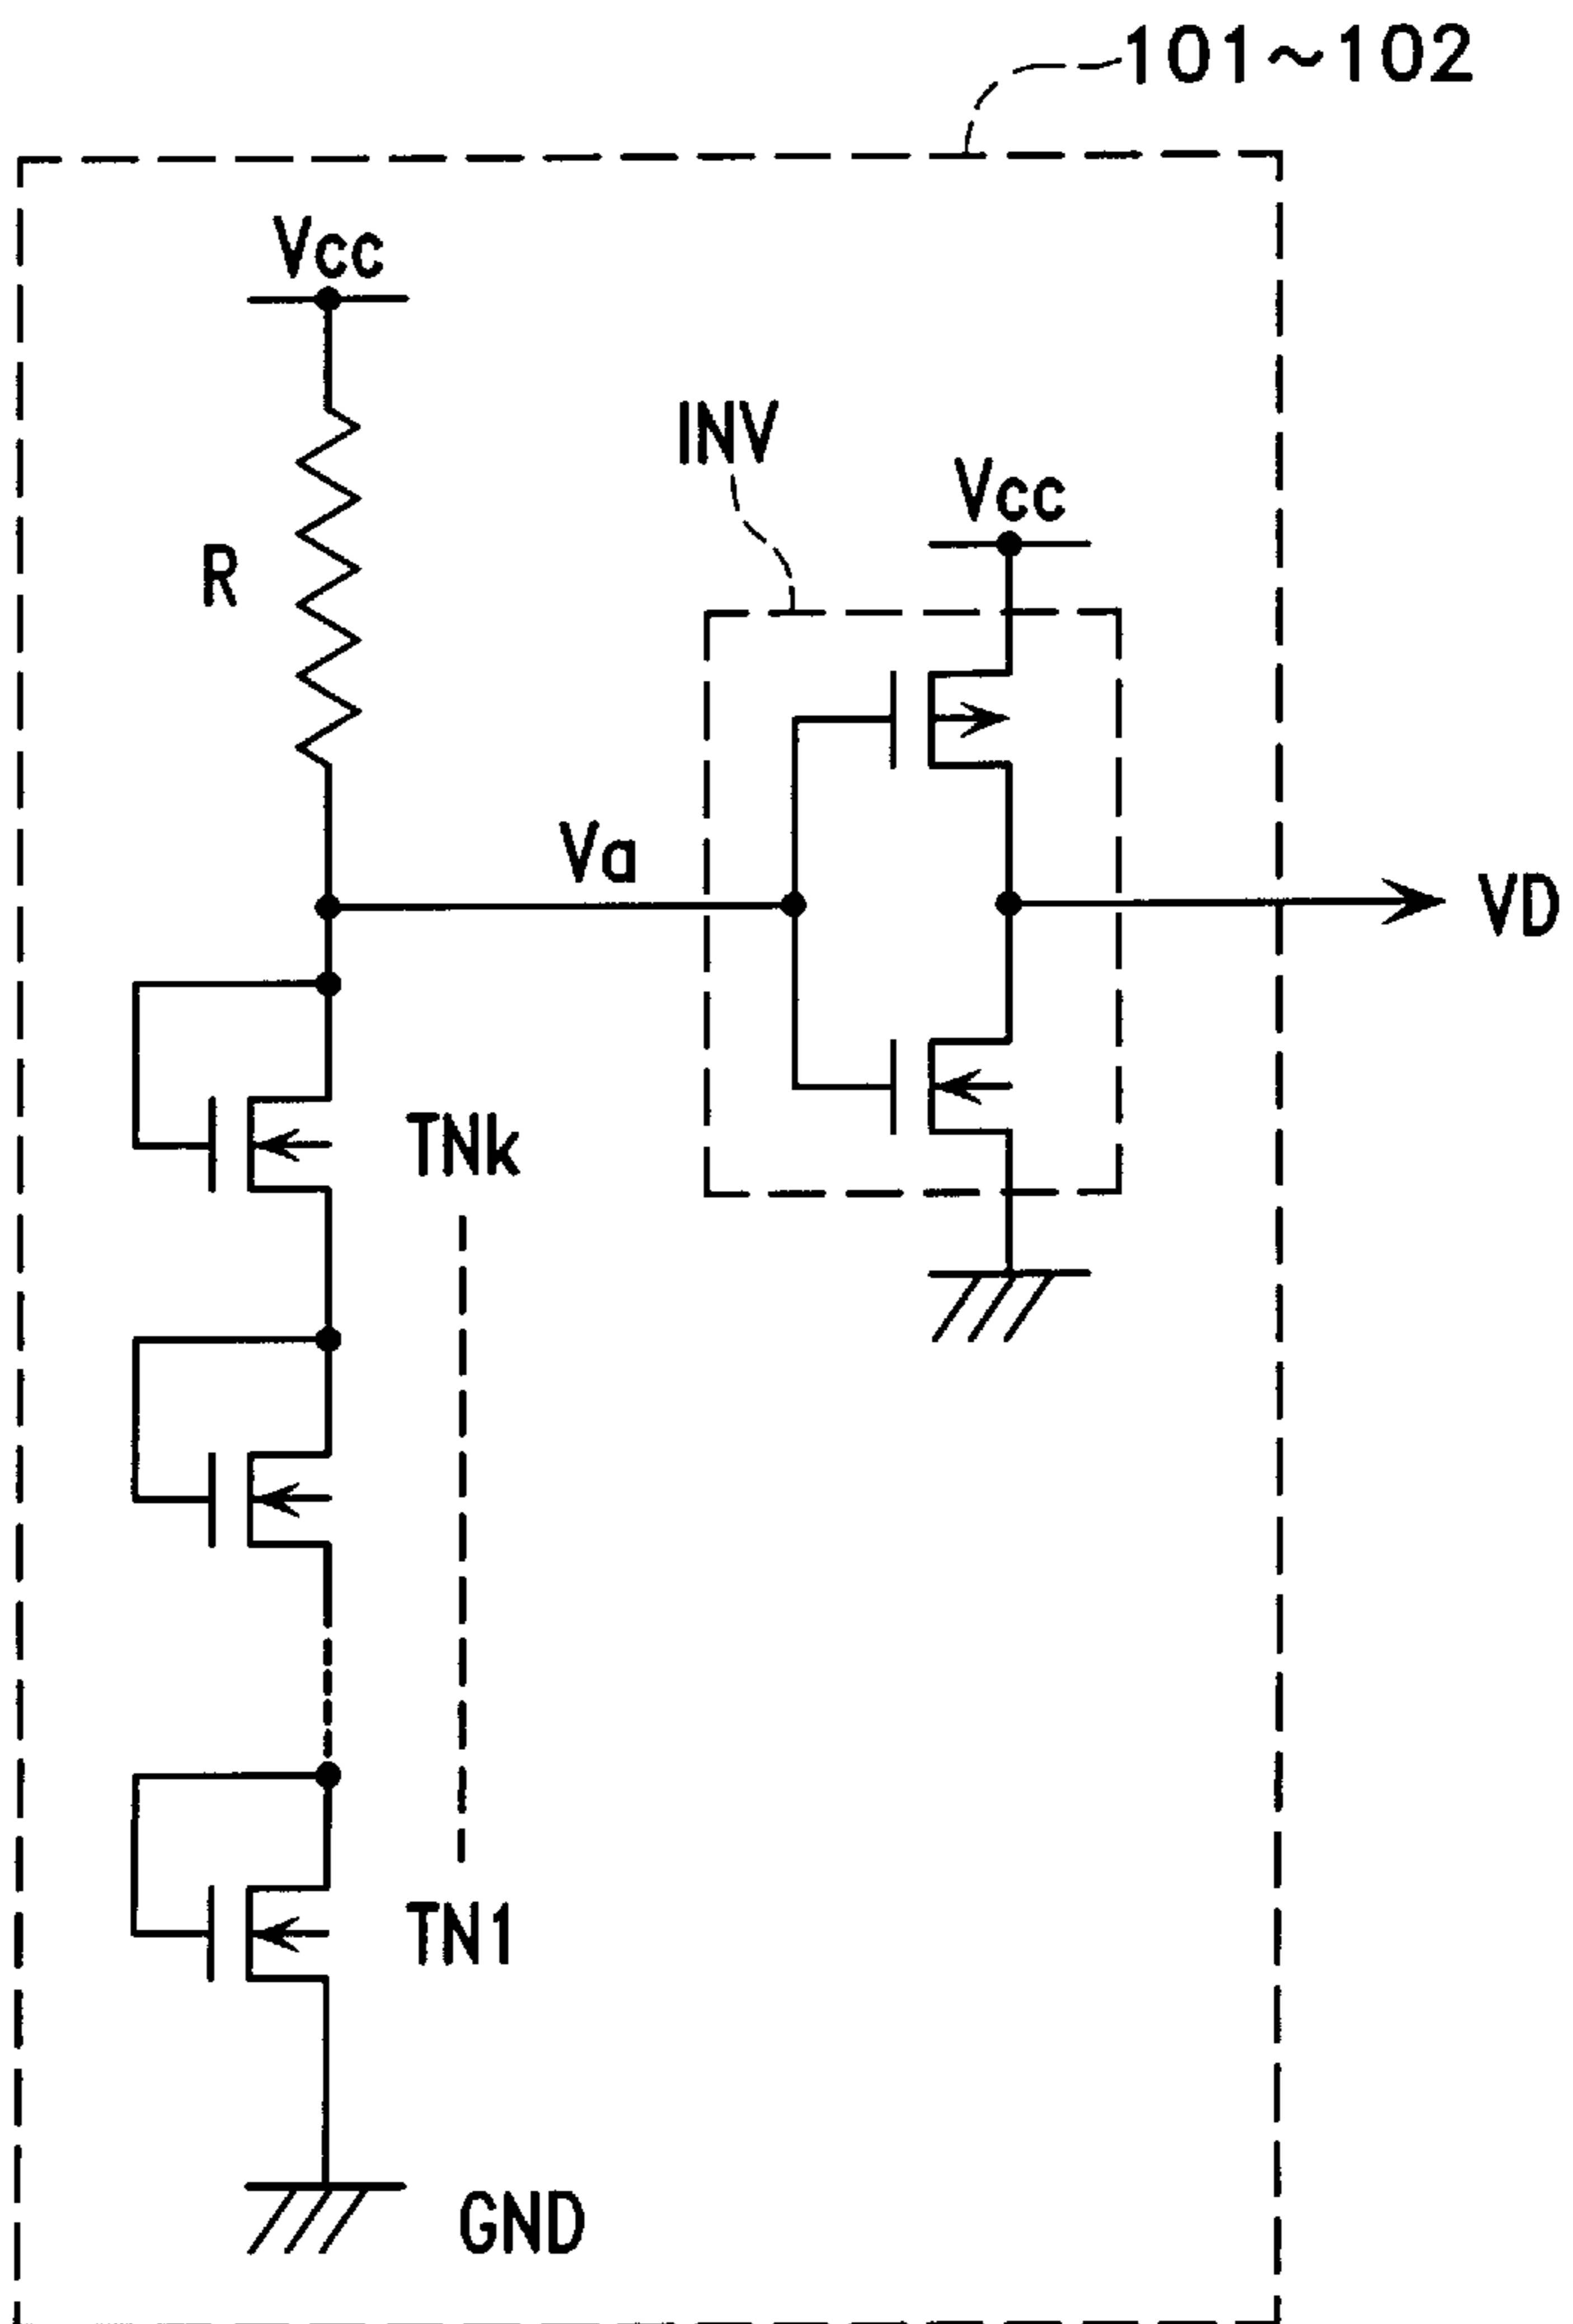 101~102
Vcc
INV
Vcc
R
Va
VD
TNk
TN1
GND